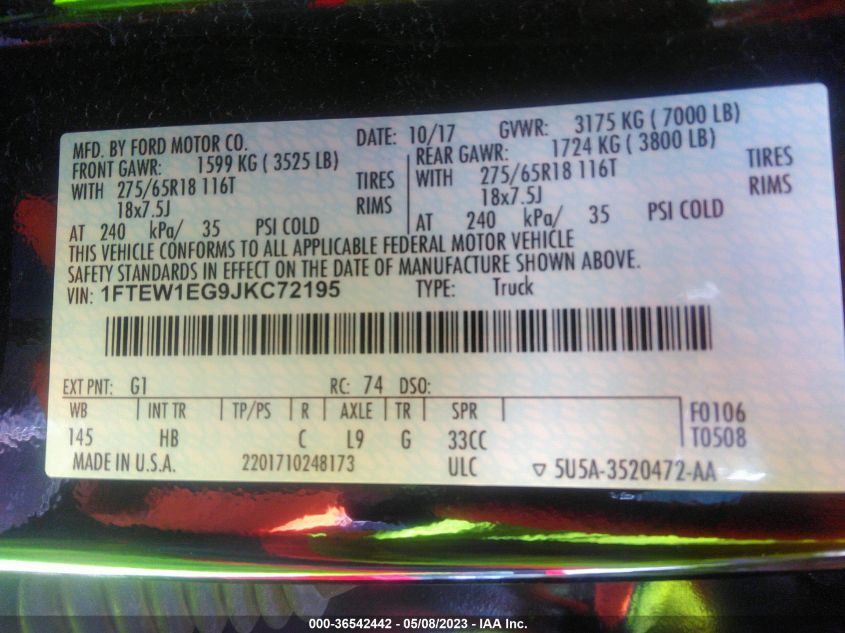 MFD. BY FORD MOTOR CO. DATE: 10/17 GVWR: 3175 KG ( 7000 LB)
FRONT GAWR: 1599 KG ( 3525 LB) REAR GAWR: 1724 KG ( 3800 LB)
WITH 275/65R18 116T TIRES WITH 275/65R18 116T TIRES
18x7.5J RIMS 18x7.5J RIMS
AT 240 kPa/ 35 PSI COLD AT 240 kPa/ 35 PSI COLD
THIS VEHICLE CONFORMS TO ALL APPLICABLE FEDERAL MOTOR VEHICLE
SAFETY STANDARDS IN EFFECT ON THE DATE OF MANUFACTURE SHOWN ABOVE.
VIN: 1FTEW1EG9JKC72195 TYPE: Truck
EXT PNT: G1 RC: 74 DSO:
WB INT TR TP/PS R AXLE TR SPR F0106
145 HB C L9 G 33CC T0508
MADE IN U.S.A. 2201710248173 ULC ▽ 5U5A-3520472-AA
000-36542442 - 05/08/2023 - IAA Inc.